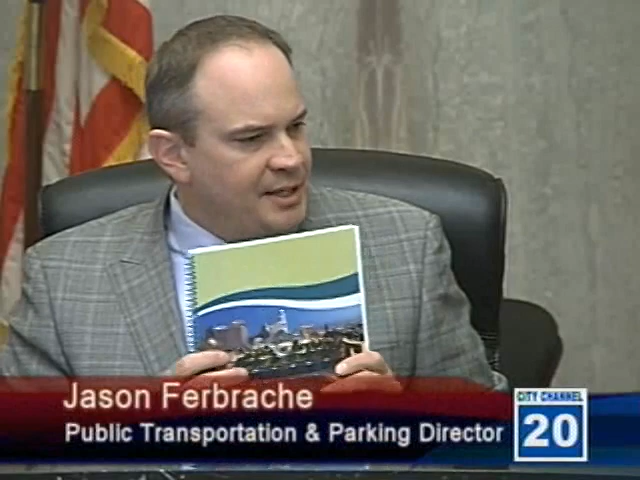 Jason Ferbrache
Public Transportation & Parking Director
CITY CHANNEL
20